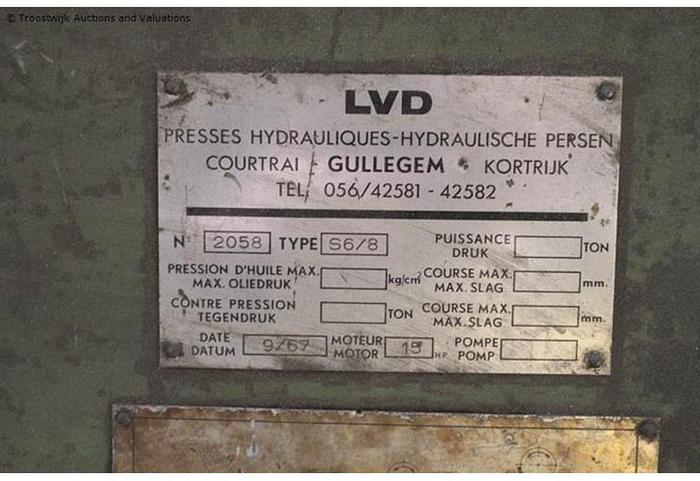 © Troostwijk Auctions and Valuations
LVD
PRESSES HYDRAULIQUES-HYDRAULISCHE PERSEN
COURTRAI - GULLEGEM - KORTRIJK
TEL. 056/42581 - 42582
N° 2058 TYPE S6/8 PUISSANCE DRUK TON
PRESSION D'HUILE MAX. MAX. OLIEDRUK kg/cm² COURSE MAX. MAX. SLAG mm.
CONTRE PRESSION TEGENDRUK TON COURSE MAX. MAX. SLAG mm.
DATE DATUM 9/67 MOTEUR MOTOR 15 HP POMPE POMP